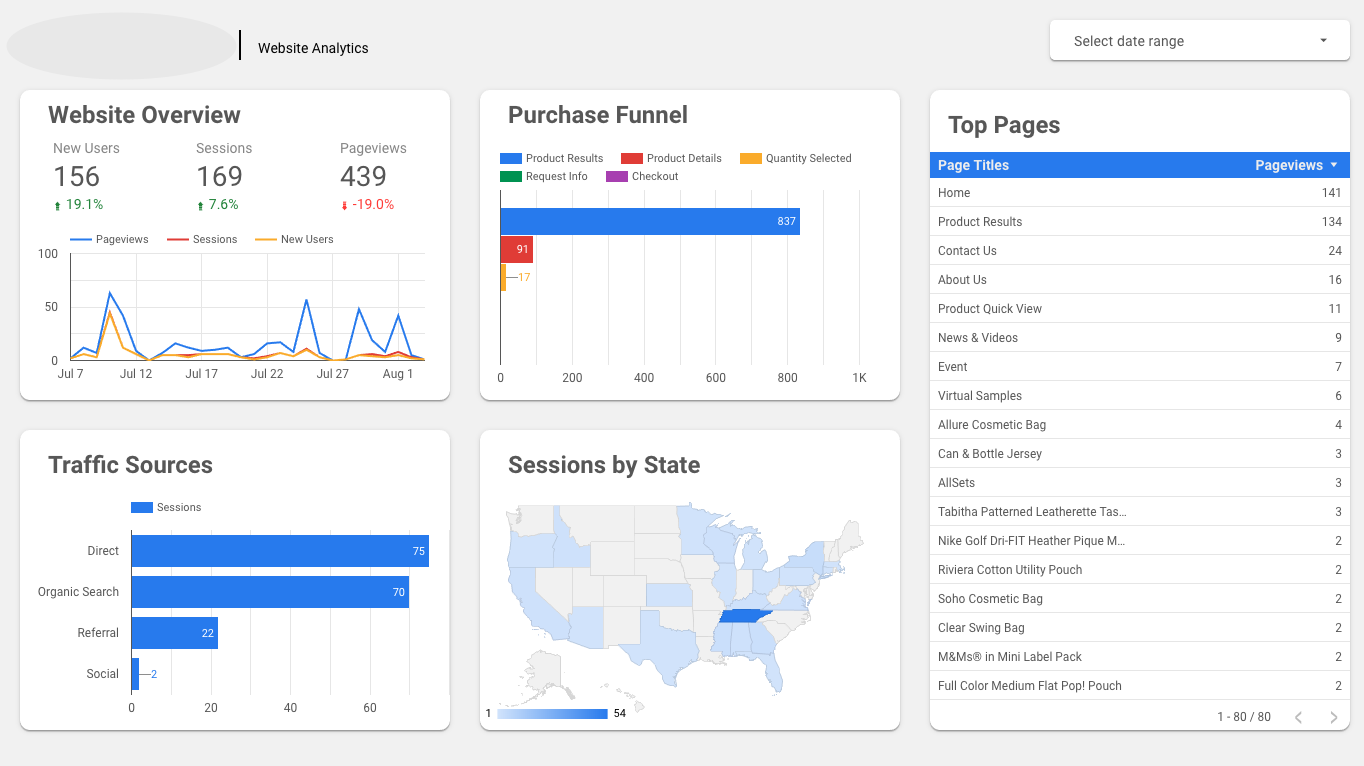 Website Analytics
Select date range
Website Overview
New Users
Sessions
Pageviews
156
169
439
19.1%
7.6%
-19.0%
Pageviews
Sessions
New Users
100
50
0
Jul 7
Jul 12
Jul 17
Jul 22
Jul 27
Aug 1
Purchase Funnel
Product Results
Product Details
Quantity Selected
Request Info
Checkout
837
91
17
0
200
400
600
800
1K
Top Pages
Page Titles Pageviews
Home 141
Product Results 134
Contact Us 24
About Us 16
Product Quick View 11
News & Videos 9
Event 7
Virtual Samples 6
Allure Cosmetic Bag 4
Can & Bottle Jersey 3
AllSets 3
Tabitha Patterned Leatherette Tas… 3
Nike Golf Dri-FIT Heather Pique M… 2
Riviera Cotton Utility Pouch 2
Soho Cosmetic Bag 2
Clear Swing Bag 2
M&Ms® in Mini Label Pack 2
Full Color Medium Flat Pop! Pouch 2
1 - 80 / 80
Traffic Sources
Sessions
Direct 75
Organic Search 70
Referral 22
Social 2
0
20
40
60
Sessions by State
1
54